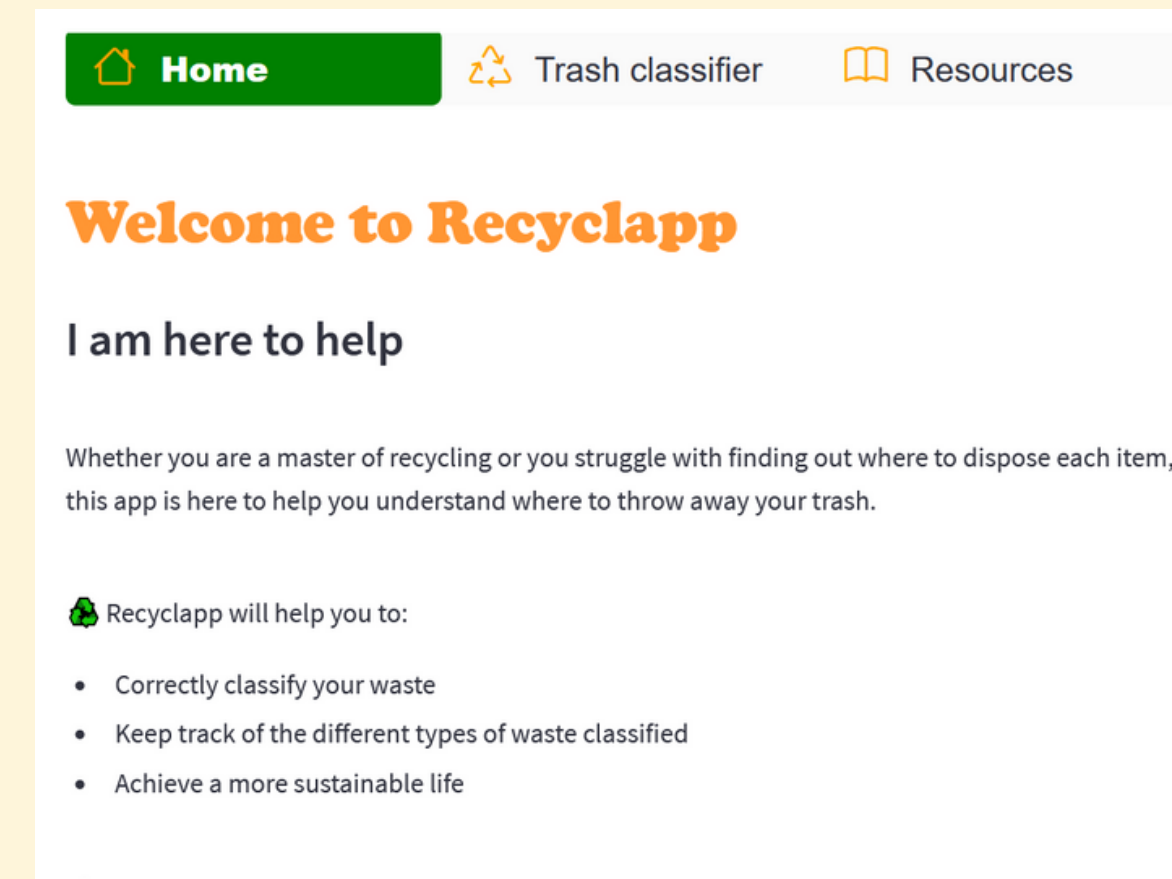 Home Trash classifier Resources
Welcome to Recyclapp
I am here to help
Whether you are a master of recycling or you struggle with finding out where to dispose each item,
this app is here to help you understand where to throw away your trash.
Recyclapp will help you to:
• Correctly classify your waste
• Keep track of the different types of waste classified
• Achieve a more sustainable life